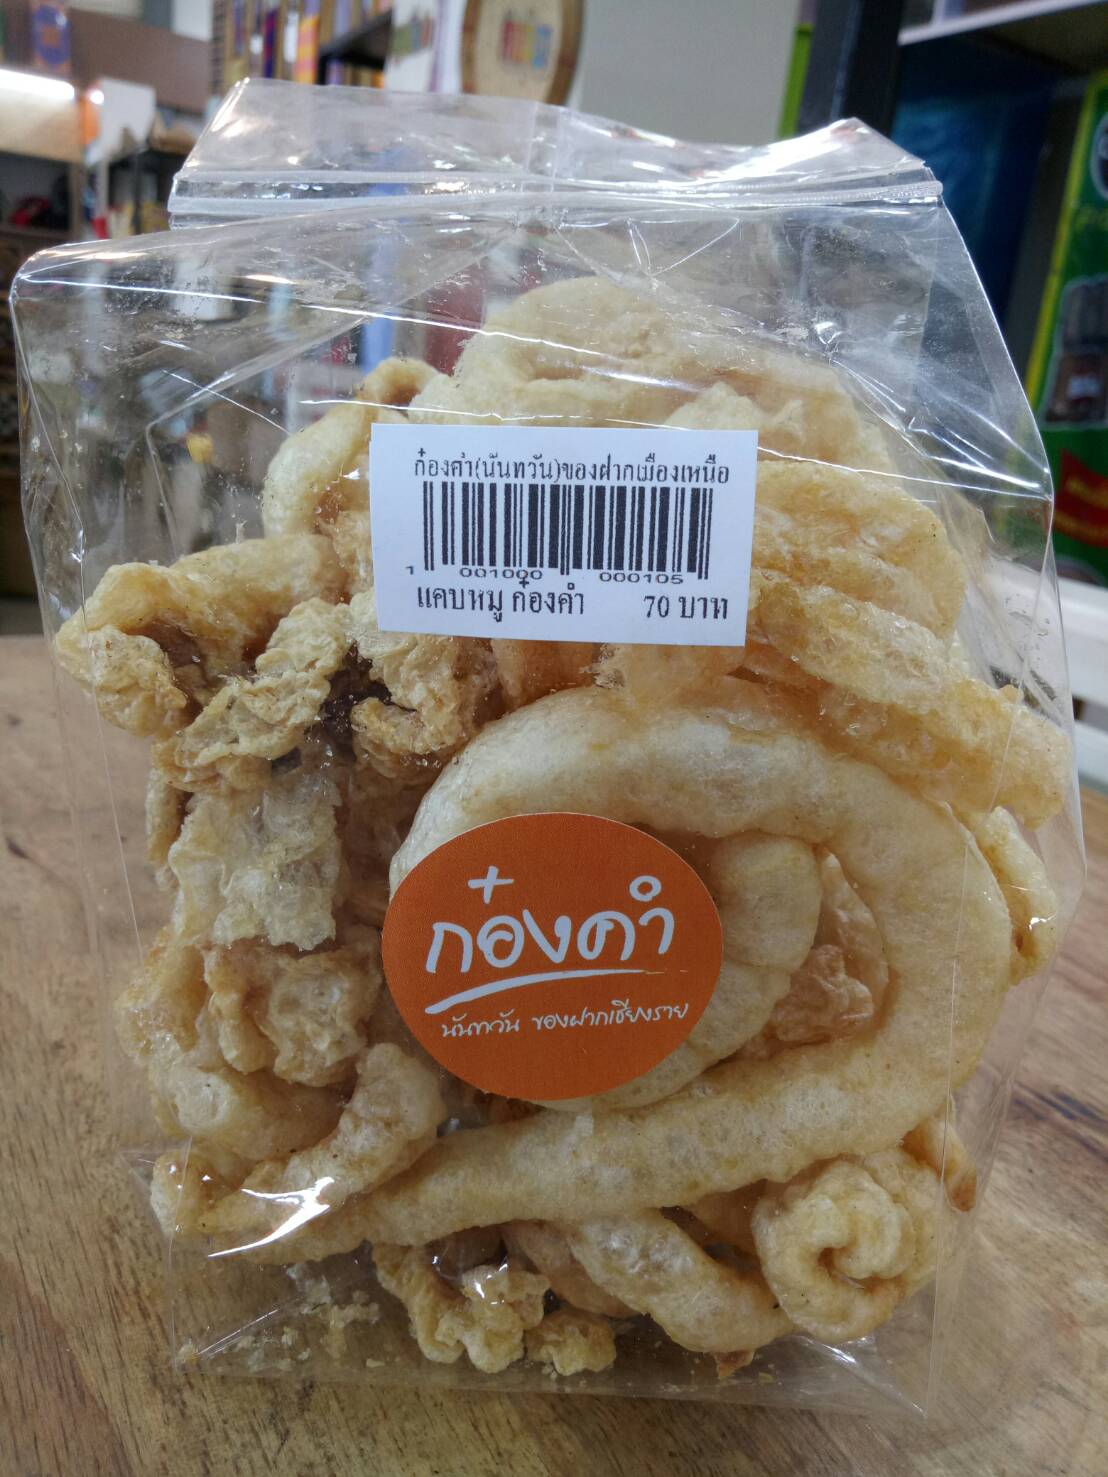 ก๋องคำ(นันทวัน)ของฝากเมืองเหนือ
1 001000 000105
แคบหมู ก๋องคำ 70 บาท
ก๋องคำ
นันทวัน ของฝากเชียงราย